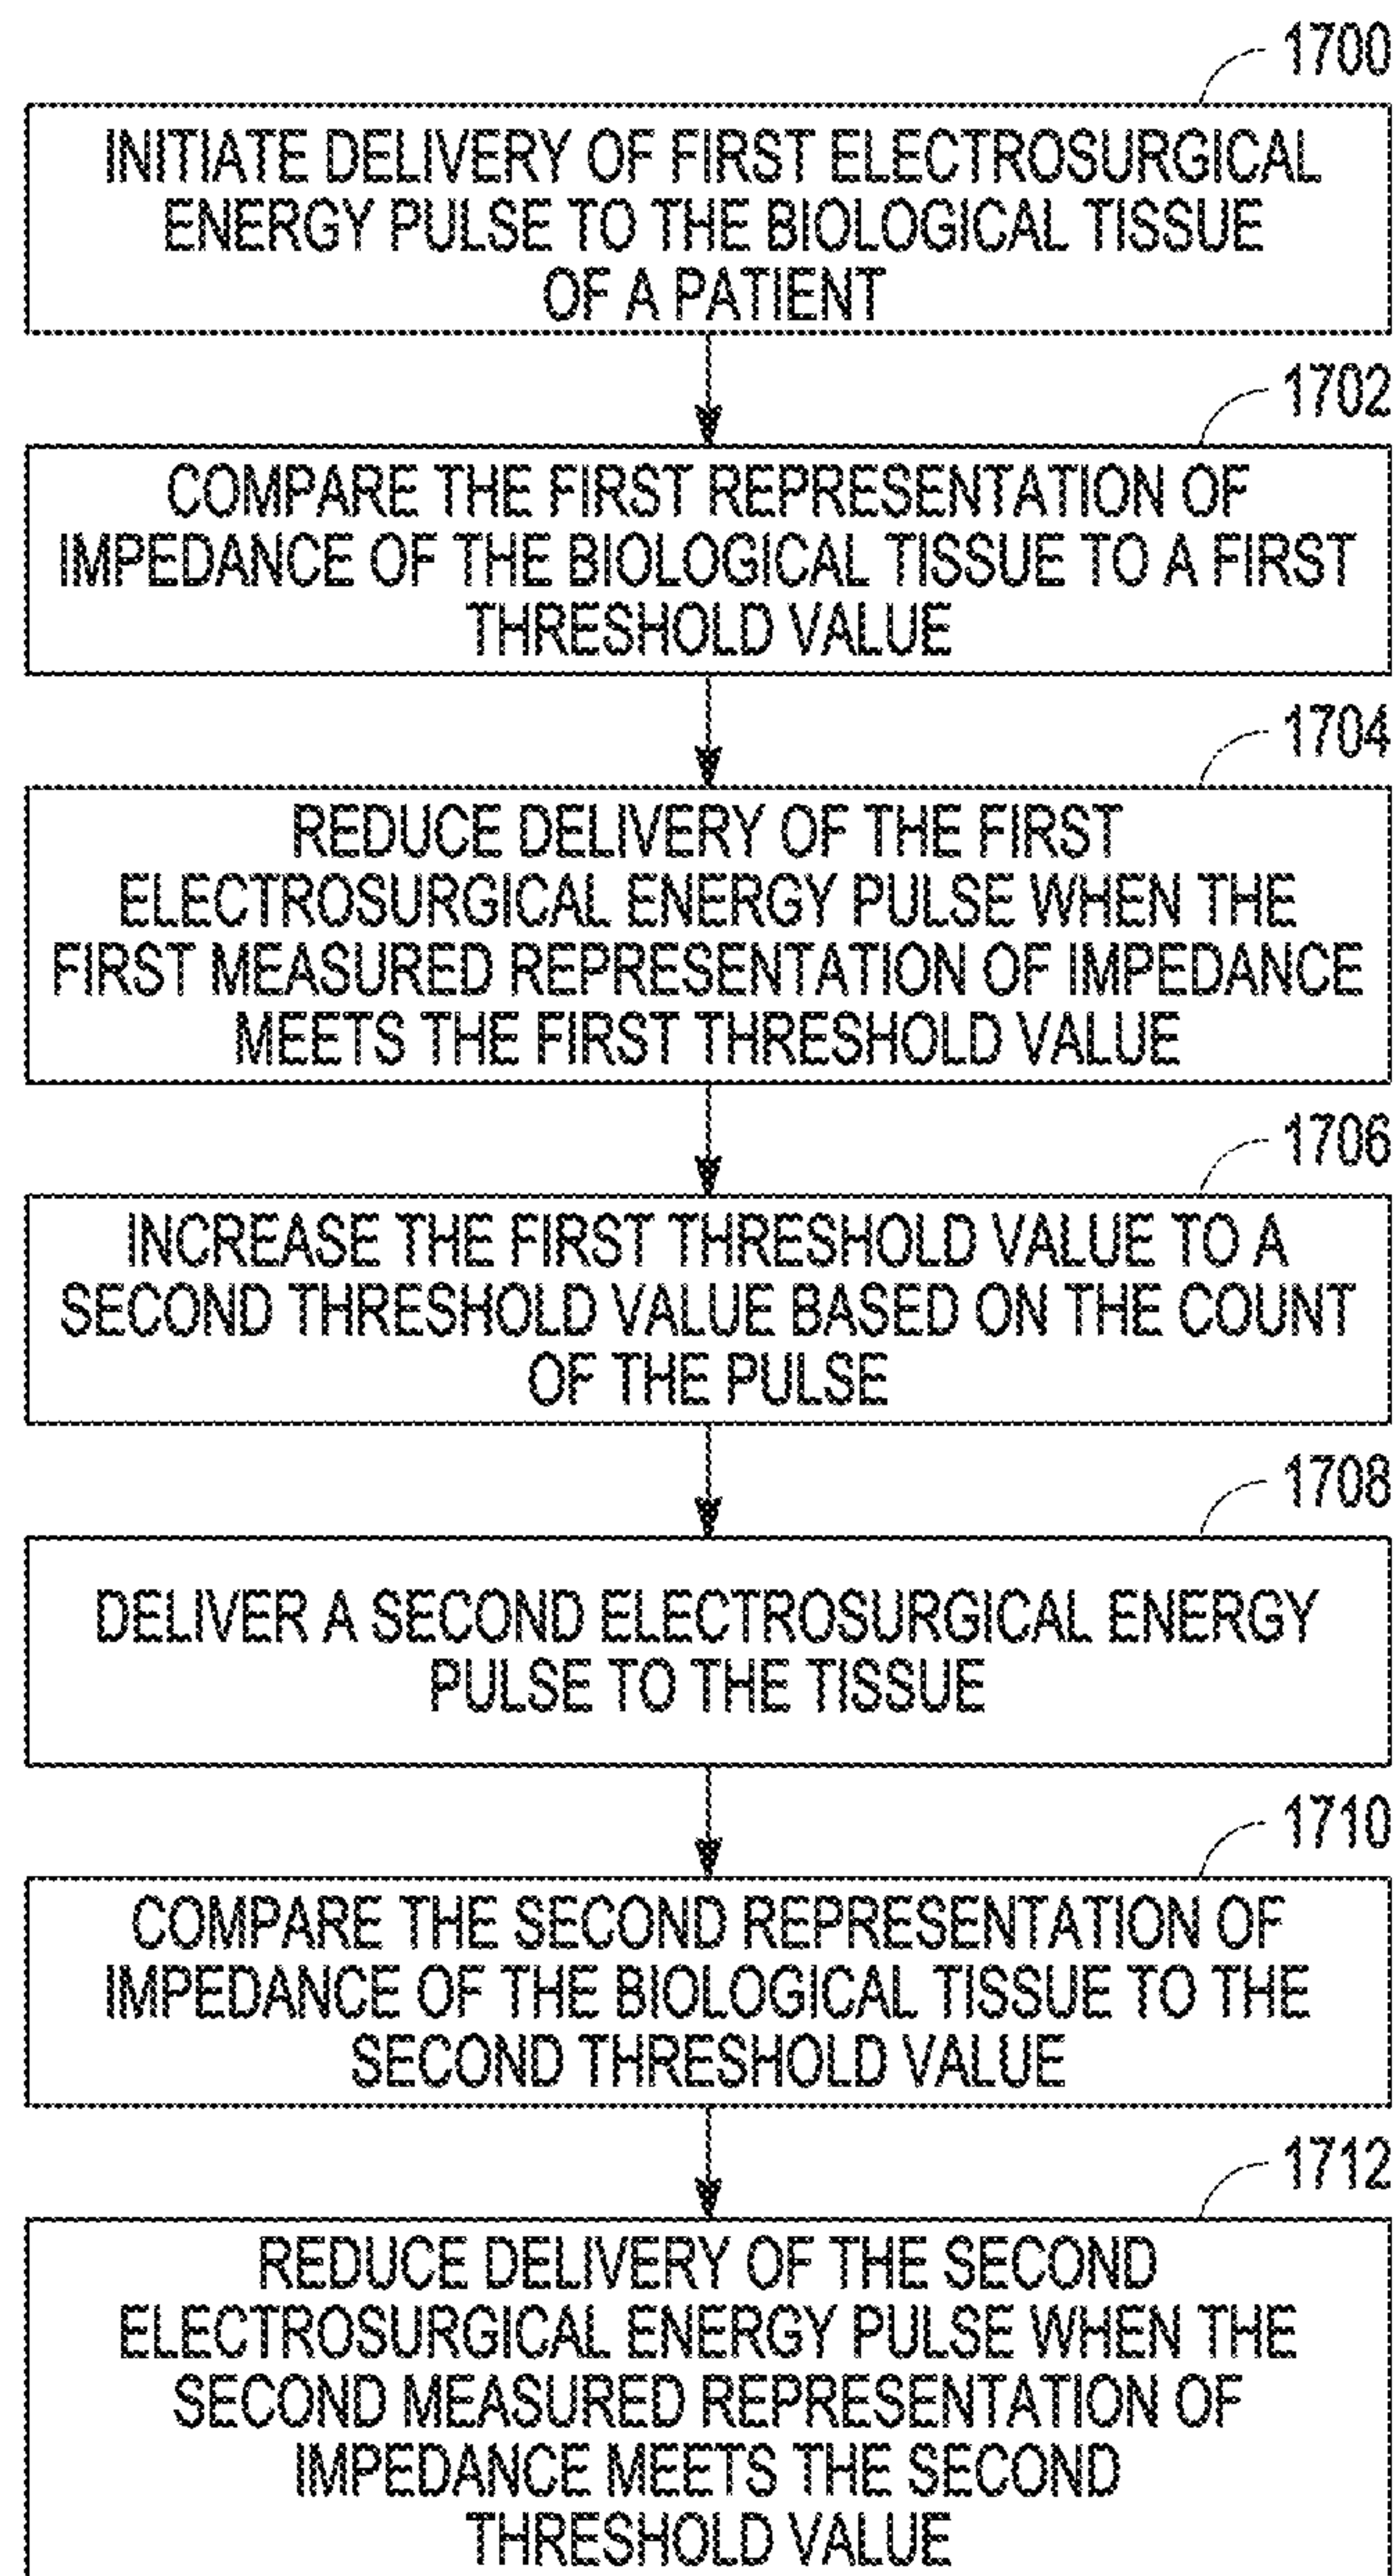 1700
INITIATE DELIVERY OF FIRST ELECTROSURGICAL
ENERGY PULSE TO THE BIOLOGICAL TISSUE
OF A PATIENT
1702
COMPARE THE FIRST REPRESENTATION OF
IMPEDANCE OF THE BIOLOGICAL TISSUE TO A FIRST
THRESHOLD VALUE
1704
REDUCE DELIVERY OF THE FIRST
ELECTROSURGICAL ENERGY PULSE WHEN THE
FIRST MEASURED REPRESENTATION OF IMPEDANCE
MEETS THE FIRST THRESHOLD VALUE
1706
INCREASE THE FIRST THRESHOLD VALUE TO A
SECOND THRESHOLD VALUE BASED ON THE COUNT
OF THE PULSE
1708
DELIVER A SECOND ELECTROSURGICAL ENERGY
PULSE TO THE TISSUE
1710
COMPARE THE SECOND REPRESENTATION OF
IMPEDANCE OF THE BIOLOGICAL TISSUE TO THE
SECOND THRESHOLD VALUE
1712
REDUCE DELIVERY OF THE SECOND
ELECTROSURGICAL ENERGY PULSE WHEN THE
SECOND MEASURED REPRESENTATION OF
IMPEDANCE MEETS THE SECOND
THRESHOLD VALUE